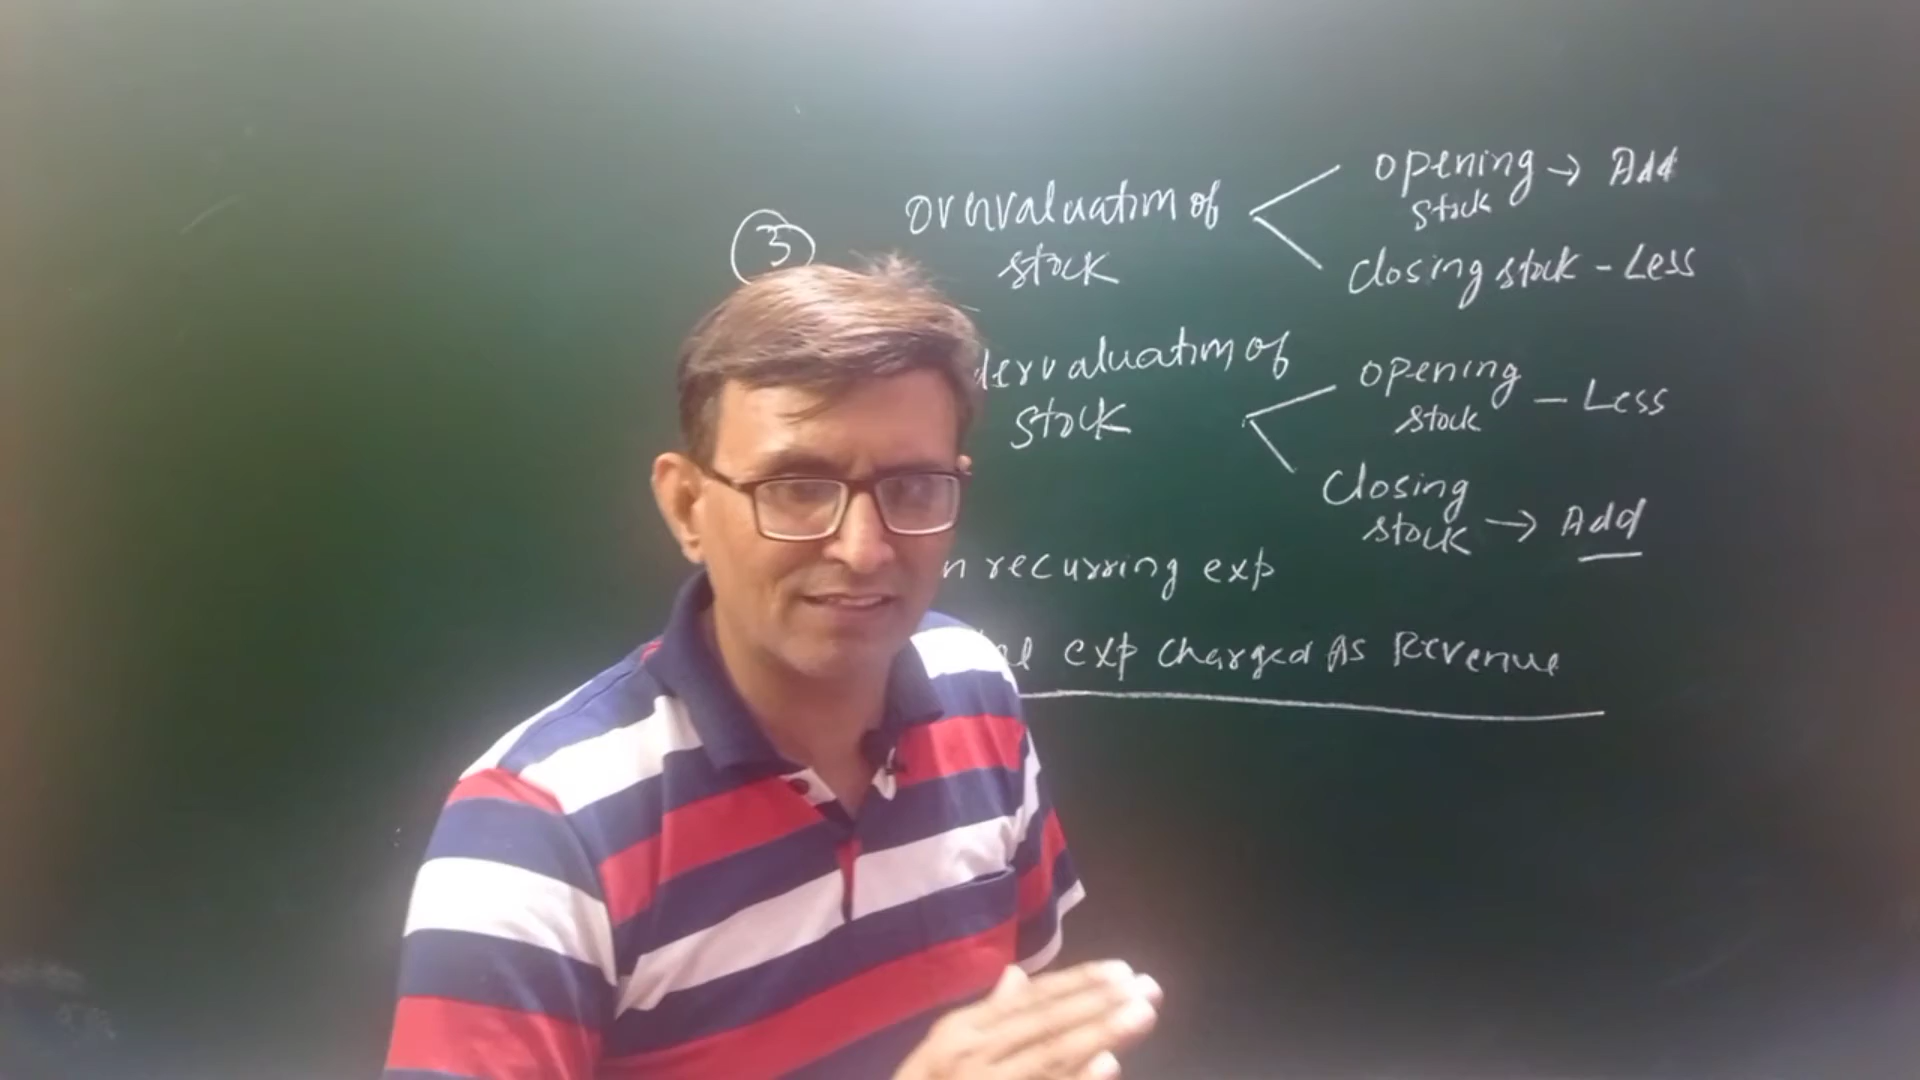 3
Overvaluation of
stock
opening → Add
stock
closing stock - Less
dervaluation of
stock
opening
stock - Less
closing
stock → Add
n recurring exp
exp charged As Revenue